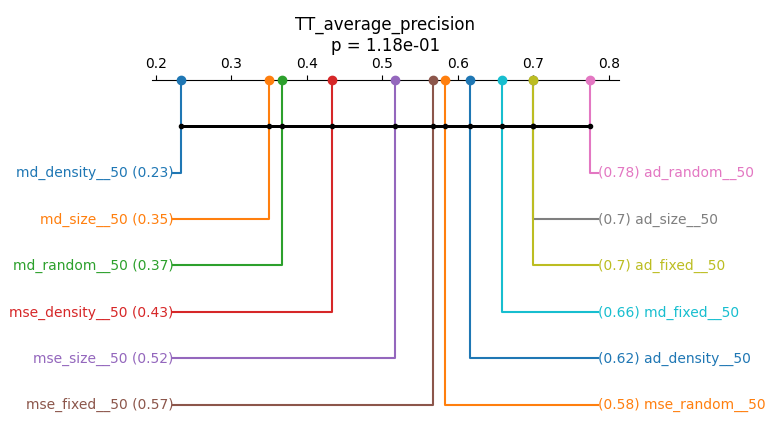 TT_average_precision
p = 1.18e-01
0.2 0.3 0.4 0.5 0.6 0.7 0.8
md_density__50 (0.23) (0.78) ad_random__50
md_size__50 (0.35) (0.7) ad_size__50
md_random__50 (0.37) (0.7) ad_fixed__50
mse_density__50 (0.43) (0.66) md_fixed__50
mse_size__50 (0.52) (0.62) ad_density__50
mse_fixed__50 (0.57) (0.58) mse_random__50